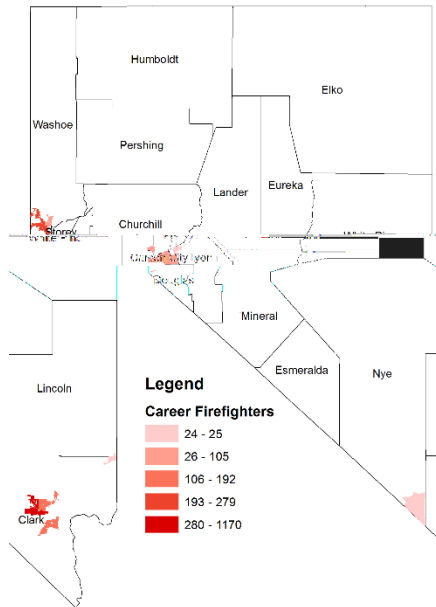 Humboldt
Elko
Washoe
Pershing
Lander
Eureka
Churchill
Storey
Mineral
Esmeralda
Nye
Lincoln
Clark
Legend
Career Firefighters
24 - 25
26 - 105
106 - 192
193 - 279
280 - 1170